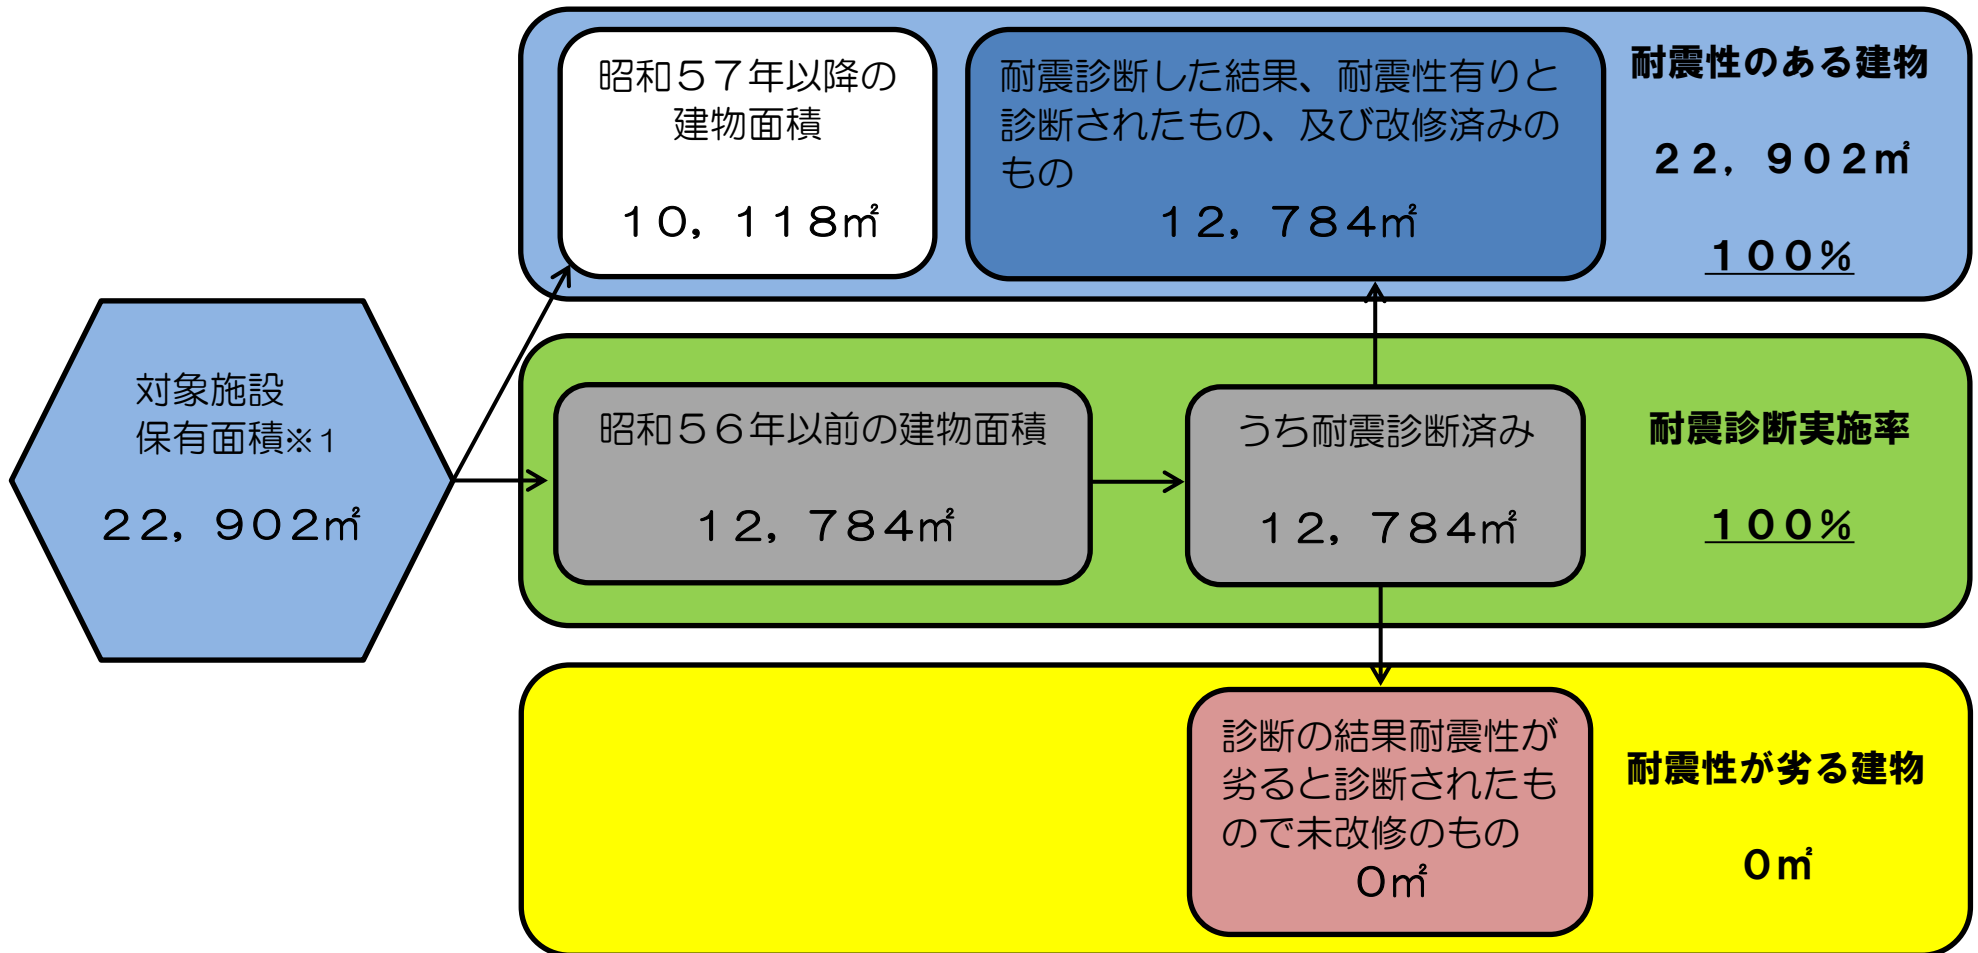 昭和５７年以降の
建物面積
１０，１１８㎡
耐震診断した結果、耐震性有りと
診断されたもの、及び改修済みの
もの
１２，７８４㎡
耐震性のある建物
２２，９０２㎡
１００％
対象施設
保有面積※1
２２，９０２㎡
昭和５６年以前の建物面積
１２，７８４㎡
うち耐震診断済み
１２，７８４㎡
耐震診断実施率
１００％
診断の結果耐震性が
劣ると診断されたも
ので未改修のもの
０㎡
耐震性が劣る建物
０㎡